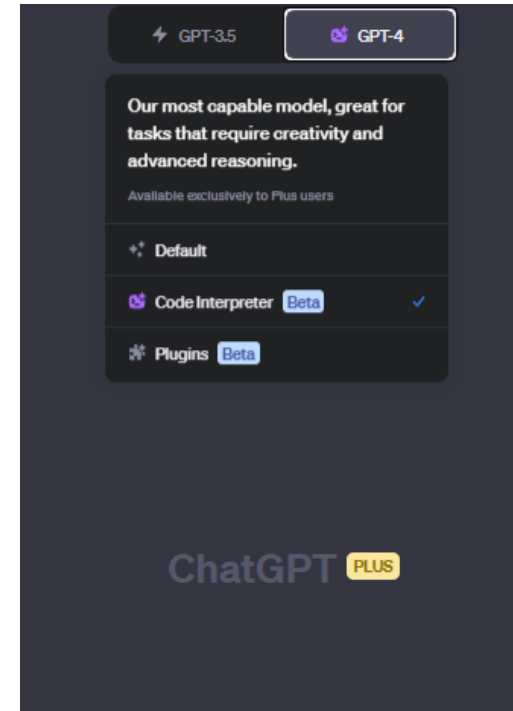 GPT-3.5
GPT-4
Our most capable model, great for
tasks that require creativity and
advanced reasoning.
Available exclusively to Plus users
Default
Code Interpreter Beta
Plugins Beta
ChatGPT PLUS